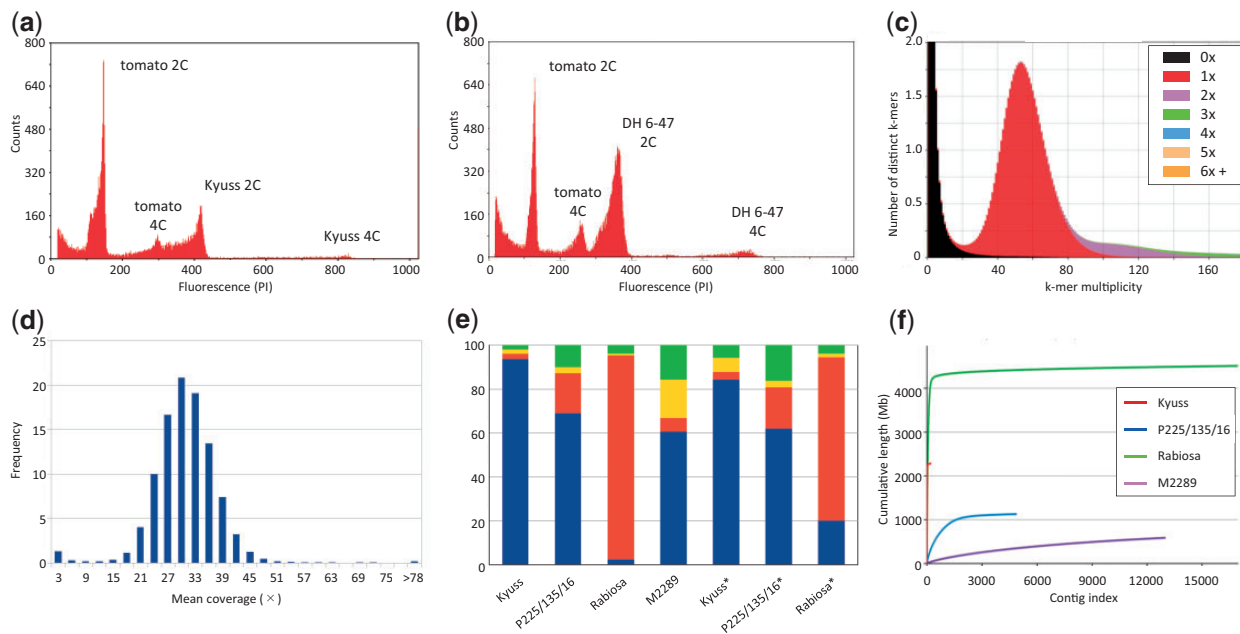 (a)
800
640
480
320
160
0
Counts
tomato 2C
tomato
4C
Kyuss 2C
Kyuss 4C
0
200
400
600
800
1000
Fluorescence (PI)
(b)
800
640
480
320
160
0
Counts
tomato 2C
DH 6-47
2C
tomato
4C
DH 6-47
4C
0
200
400
600
800
1000
Fluorescence (PI)
(c)
2.0
1.5
1.0
0.5
0
Number of distinct k-mers
0x
1x
2x
3x
4x
5x
6x +
0
40
80
120
160
k-mer multiplicity
(d)
25
20
15
10
5
0
Frequency
3
9
15
21
27
33
39
45
51
57
63
69
75
>78
Mean coverage (×)
(e)
100
80
60
40
20
0
Kyuss
P225/135/16
Rabiosa
M2289
Kyuss*
P225/135/16*
Rabiosa*
(f)
4000
3000
2000
1000
0
Cumulative length (Mb)
Kyuss
P225/135/16
Rabiosa
M2289
0
3000
6000
9000
12000
15000
Contig index